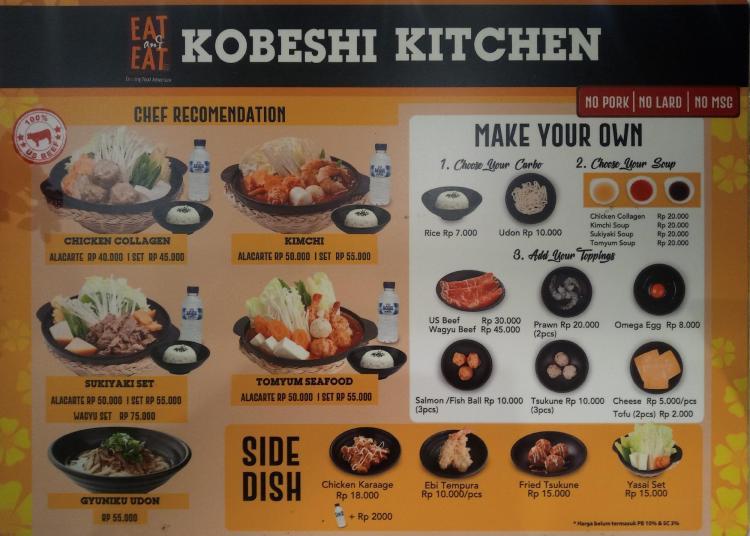 EAT
and
EAT
KOBESHI KITCHEN
NO PORK | NO LARD | NO MSG
100%
US BEEF
CHEF RECOMENDATION
CHICKEN COLLAGEN
ALACARTE RP 40.000 | SET RP 45.000
KIMCHI
ALACARTE RP 50.000 | SET RP 55.000
SUKIYAKI SET
ALACARTE RP 50.000 | SET RP 55.000
WAGYU SET RP 75.000
TOMYUM SEAFOOD
ALACARTE RP 50.000 | SET RP 55.000
GYUNIKU UDON
RP 55.000
MAKE YOUR OWN
1. Choose Your Carbo
Rice Rp 7.000
Udon Rp 10.000
2. Choose Your Soup
Chicken Collagen Rp 20.000
Kimchi Soup Rp 20.000
Sukiyaki Soup Rp 20.000
Tomyum Soup Rp 20.000
3. Add Your Toppings
US Beef Rp 30.000
Wagyu Beef Rp 45.000
Prawn Rp 20.000
(2pcs)
Omega Egg Rp 8.000
Salmon /Fish Ball Rp 10.000
(3pcs)
Tsukune Rp 10.000
(3pcs)
Cheese Rp 5.000/pcs
Tofu (2pcs) Rp 2.000
SIDE
DISH
Chicken Karaage
Rp 18.000
+ Rp 2000
Ebi Tempura
Rp 10.000/pcs
Fried Tsukune
Rp 15.000
Yasai Set
Rp 15.000
* Harga belum termasuk PB 10% & SC 3%